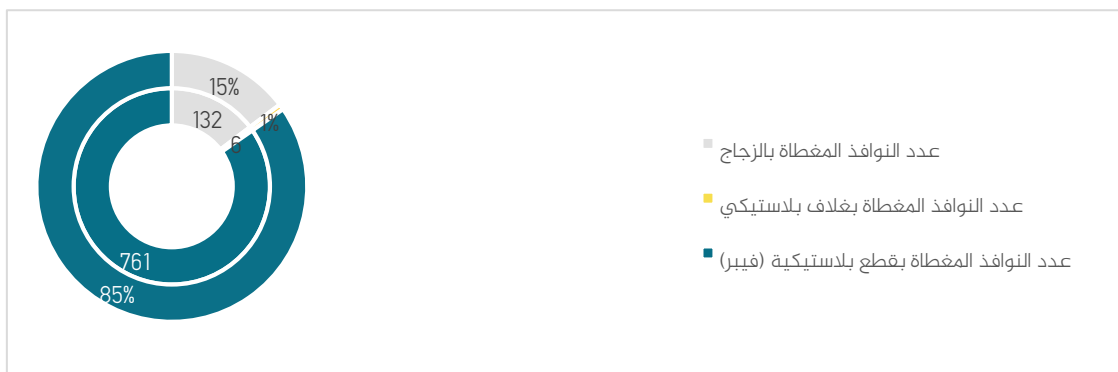 15%
132
1%
6
761
85%
عدد النوافذ المغطاة بالزجاج
عدد النوافذ المغطاة بغلاف بلاستيكي
عدد النوافذ المغطاة بقطع بلاستيكية (فيبر)